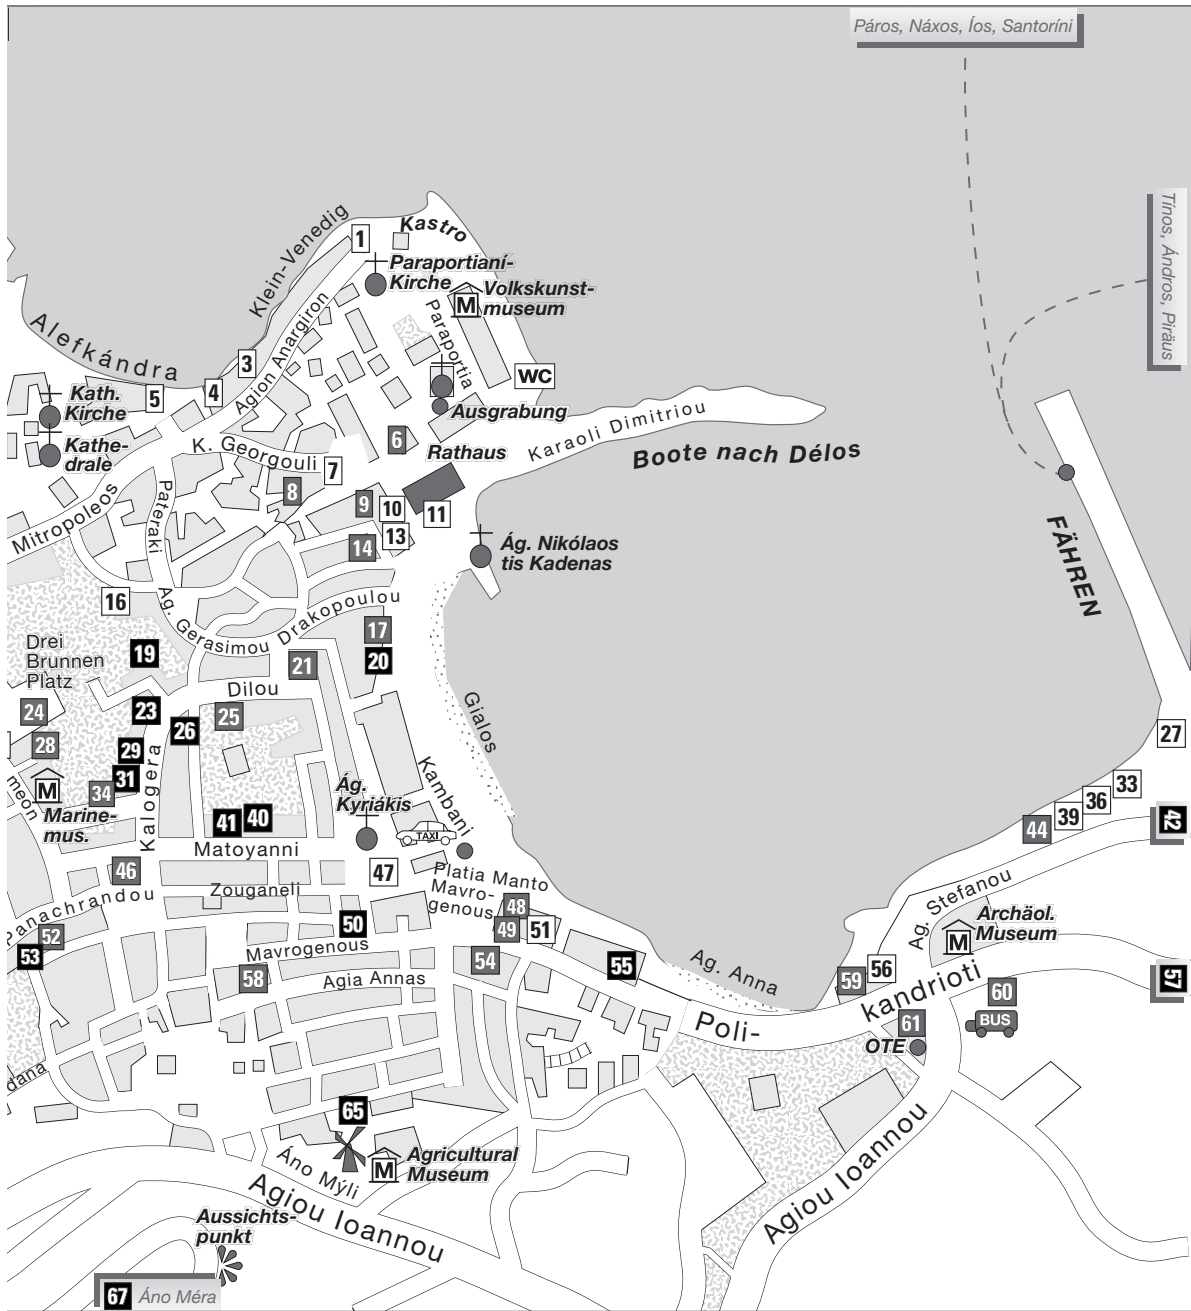 Páros, Náxos, Íos, Santoríni
Tínos, Ándros, Piräus
Klein-Venedig
1
Kastro
Paraportianí-
Kirche
M
Volkskunst-
museum
Alefkándra
Agion Anargiron
Paraportia
3
4
5
WC
Kath.
Kirche
Kathe-
drale
Ausgrabung
Karaoli Dimitriou
6
Rathaus
Boote nach Délos
K. Georgouli
7
8
9
10
11
13
14
Mitropoleos
Pateraki
Ág. Nikólaos
tis Kadenas
FÄHREN
16
Ag. Gerasimou
Drakopoulou
17
19
20
21
Drei
Brunnen
Platz
Dilou
23
24
25
26
27
28
29
31
33
34
36
39
Gialos
Kalogera
Kambani
meon
M
Marine-
mus.
Ág.
Kyriákis
TAXI
40
41
42
44
Matoyanni
46
47
Platia Manto
Mavro-
genous
Zouganeli
Panachrandou
48
49
50
51
52
53
Mavrogenous
54
55
Agia Annas
58
Ag. Anna
Ag. Stefanou
Archäol.
Museum
M
56
57
59
60
61
BUS
Poli-
kandrioti
OTE
dana
65
Áno Mýli
M
Agricultural
Museum
Agiou Ioannou
Agiou Ioannou
Aussichts-
punkt
67 Áno Méra